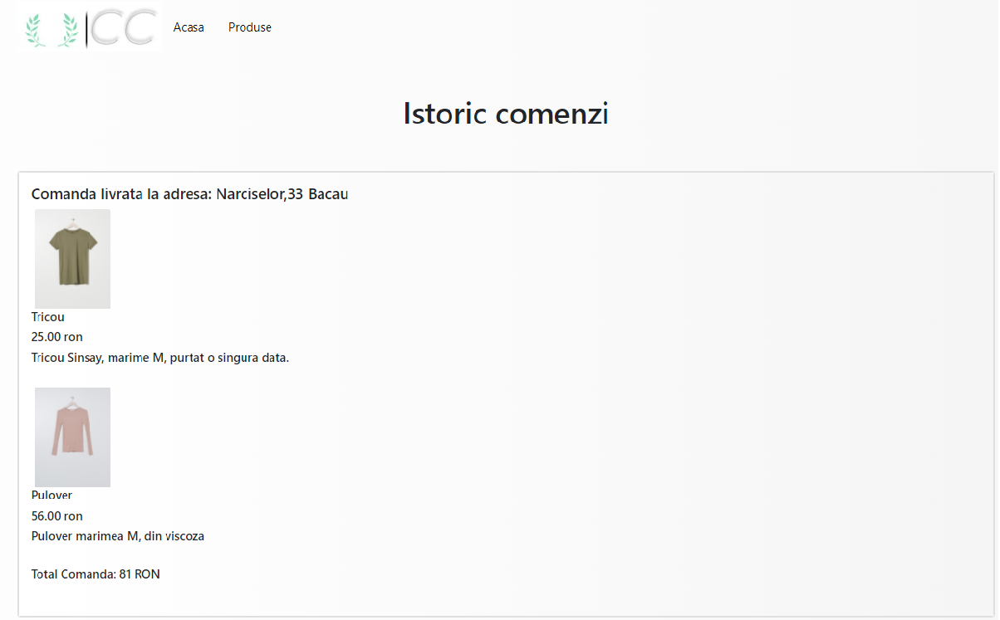 CC
Acasa
Produse
Istoric comenzi
Comanda livrata la adresa: Narciselor,33 Bacau
Tricou
25.00 ron
Tricou Sinsay, marime M, purtat o singura data.
Pulover
56.00 ron
Pulover marimea M, din viscoza
Total Comanda: 81 RON